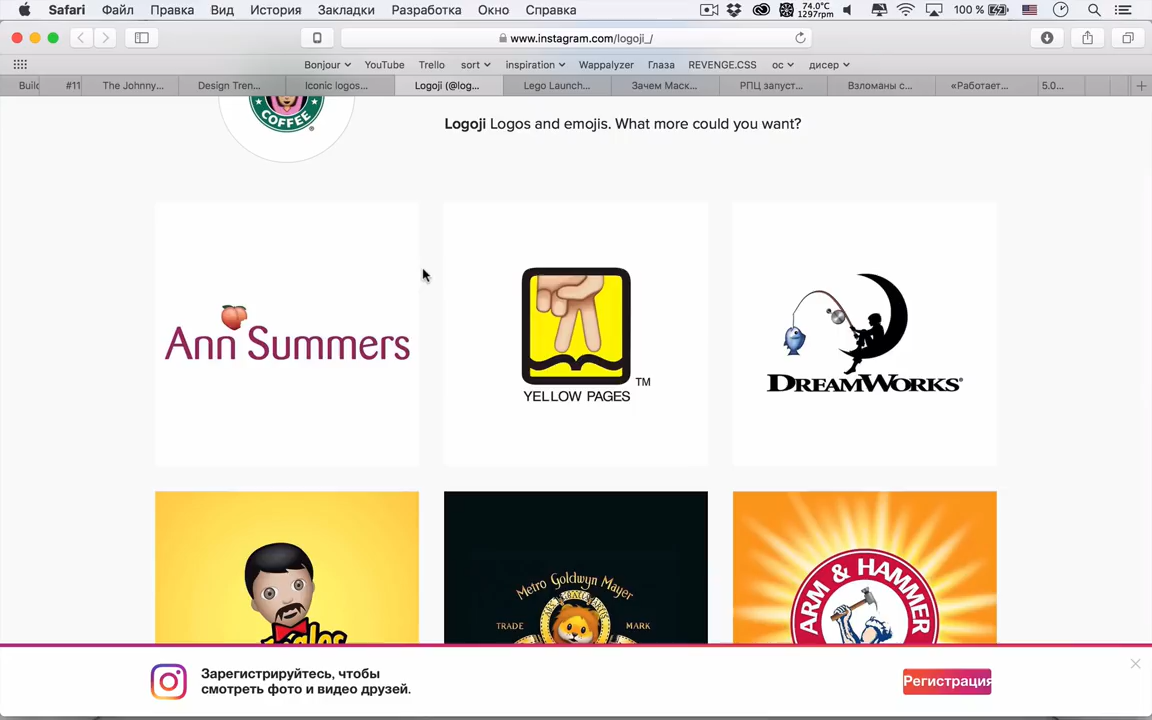 Safari Файл Правка Вид История Закладки Разработка Окно Справка 74.0°C 1297rpm 100 %
www.instagram.com/logoji_/
Bonjour YouTube Trello sort inspiration Wappalyzer Глаза REVENGE.CSS ос дисер
Builc #11 The Johnny... Design Tren... Iconic logos... Logoji (@log... Lego Launch... Зачем Маск... РПЦ запуст... Взломаны с... «Работает... 5.0...
COFFEE ®
Logoji Logos and emojis. What more could you want?
Ann Summers
YELLOW PAGES TM
DREAMWORKS®
Metro Goldwyn Mayer
TRADE MARK
ARM & HAMMER
Зарегистрируйтесь, чтобы
смотреть фото и видео друзей.
Регистрация